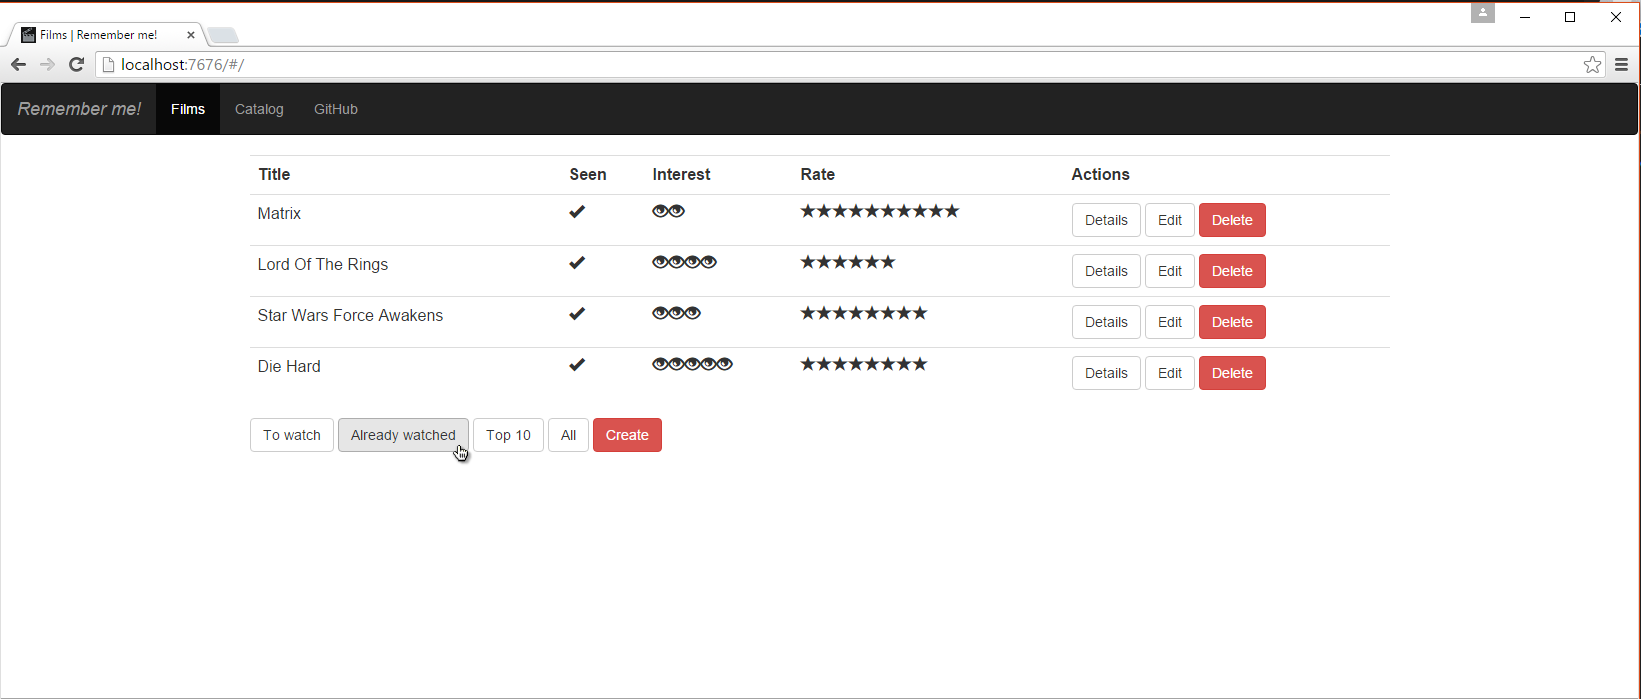 Films | Remember me!
localhost:7676/#/
Remember me! Films Catalog GitHub
Title Seen Interest Rate Actions
Matrix Details Edit Delete
Lord Of The Rings Details Edit Delete
Star Wars Force Awakens Details Edit Delete
Die Hard Details Edit Delete
To watch Already watched Top 10 All Create